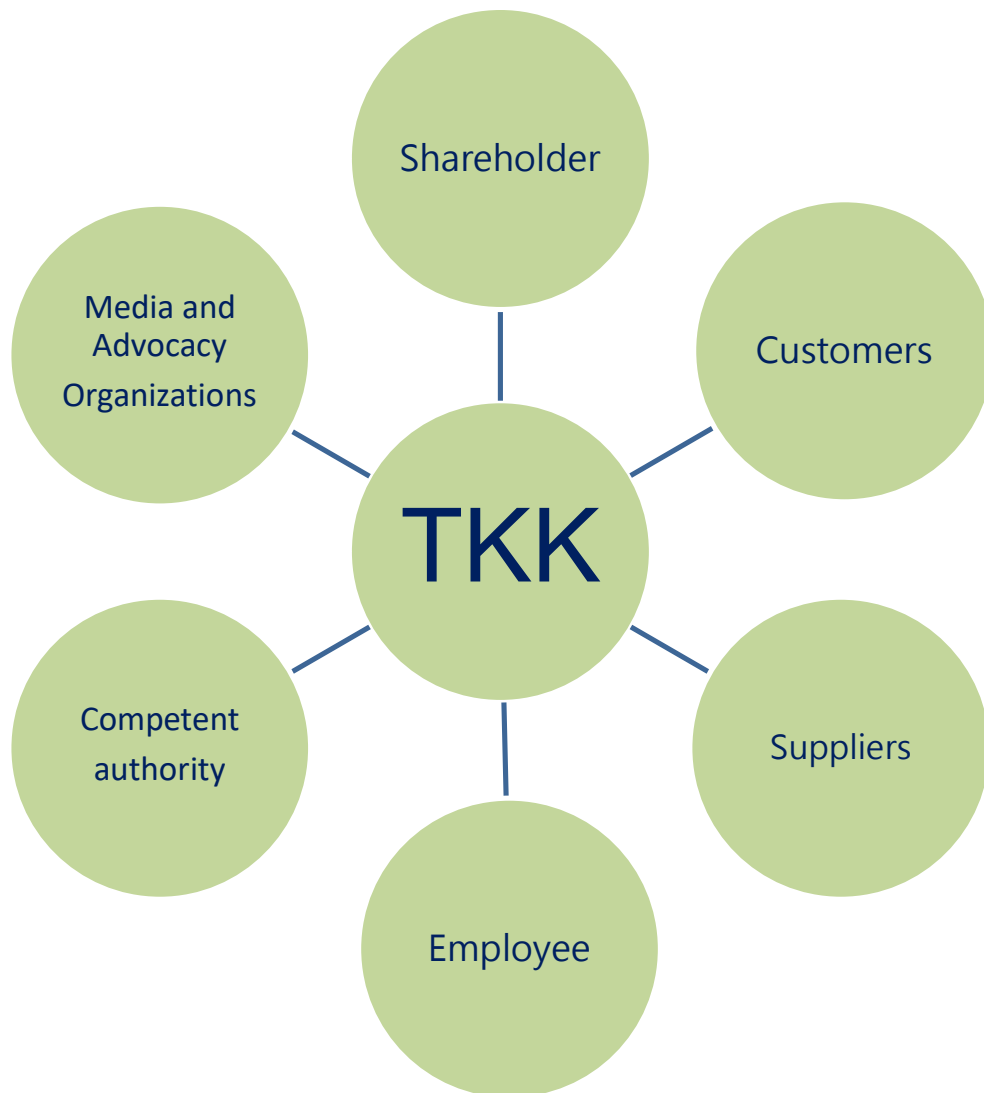 Shareholder
Media and
Advocacy
Organizations
Customers
TKK
Competent
authority
Suppliers
Employee